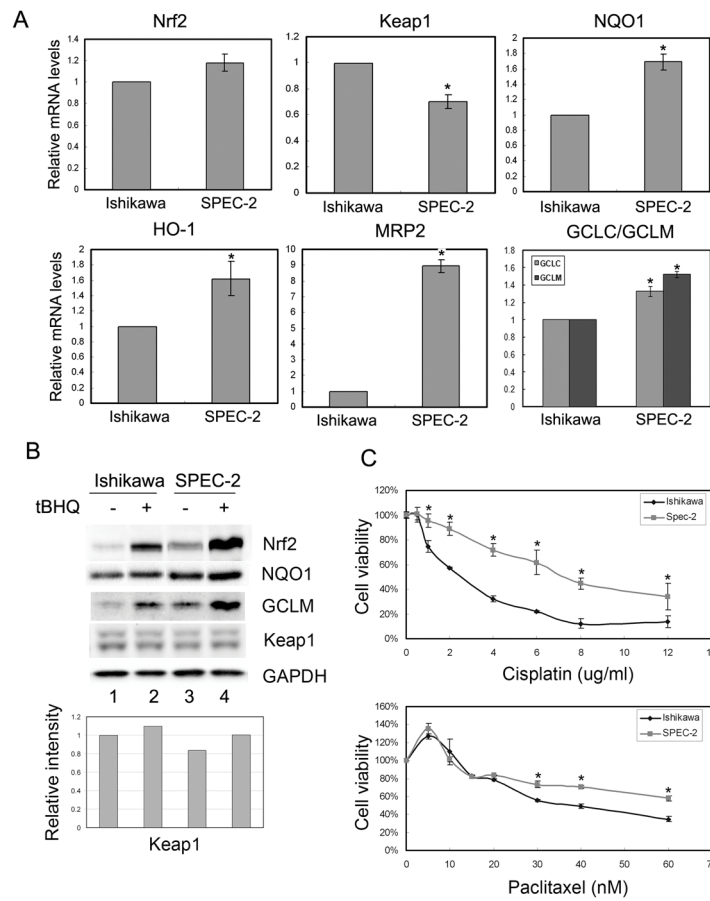 A
Nrf2
Keap1
NQO1
Relative mRNA levels
1.4
1.2
1
0.8
0.6
0.4
0.2
0
Ishikawa
SPEC-2
1.2
1
0.8
0.6
0.4
0.2
0
*
Ishikawa
SPEC-2
2
1.8
1.6
1.4
1.2
1
0.8
0.6
0.4
0.2
0
*
Ishikawa
SPEC-2
HO-1
MRP2
GCLC/GCLM
Relative mRNA levels
2
1.8
1.6
1.4
1.2
1
0.8
0.6
0.4
0.2
0
*
Ishikawa
SPEC-2
10
9
8
7
6
5
4
3
2
1
0
*
Ishikawa
SPEC-2
1.8
1.6
1.4
1.2
1
0.8
0.6
0.4
0.2
0
GCLC
GCLM
* *
Ishikawa
SPEC-2
B
Ishikawa SPEC-2
tBHQ - + - +
Nrf2
NQO1
GCLM
Keap1
GAPDH
1 2 3 4
Relative intensity
1.2
1
0.8
0.6
0.4
0.2
0
Keap1
C
Cell viability
120%
100%
80%
60%
40%
20%
0%
Ishikawa
Spec-2
* * * * * *
0 2 4 6 8 10 12
Cisplatin (ug/ml)
Cell viability
160%
140%
120%
100%
80%
60%
40%
20%
0%
Ishikawa
SPEC-2
* * *
0 10 20 30 40 50 60
Paclitaxel (nM)